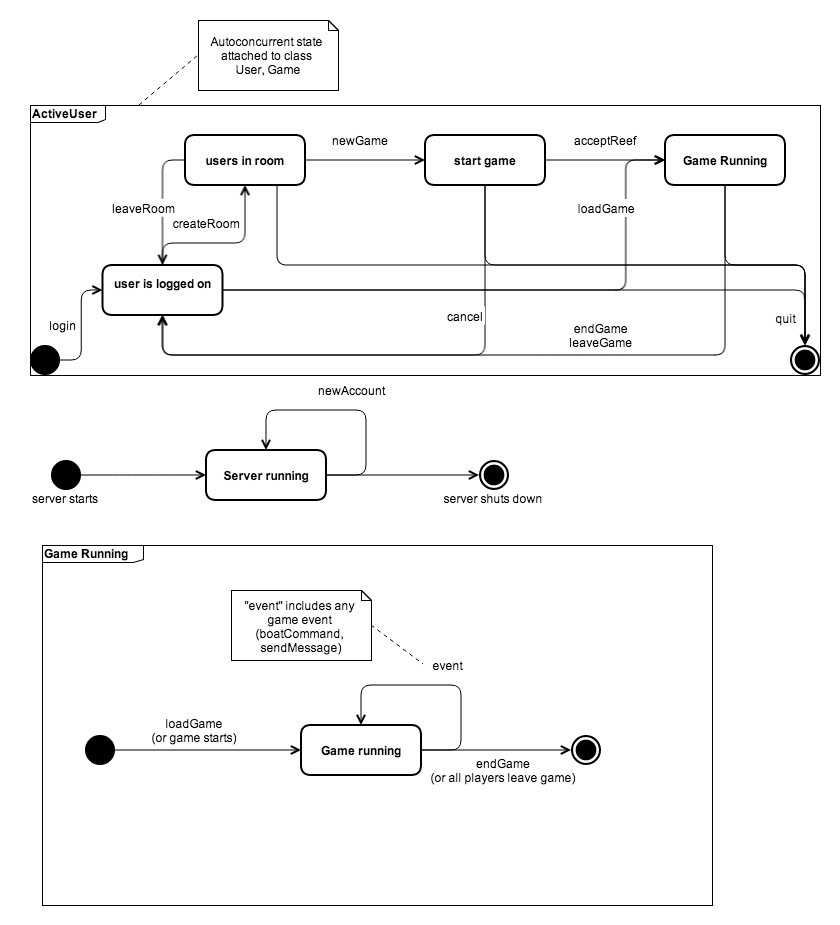 Autoconcurrent state
attached to class
User, Game
ActiveUser
users in room
newGame
start game
acceptReef
Game Running
leaveRoom
createRoom
loadGame
user is logged on
login
cancel
endGame
leaveGame
quit
newAccount
Server running
server starts
server shuts down
Game Running
"event" includes any
game event
(boatCommand,
sendMessage)
event
loadGame
(or game starts)
Game running
endGame
(or all players leave game)